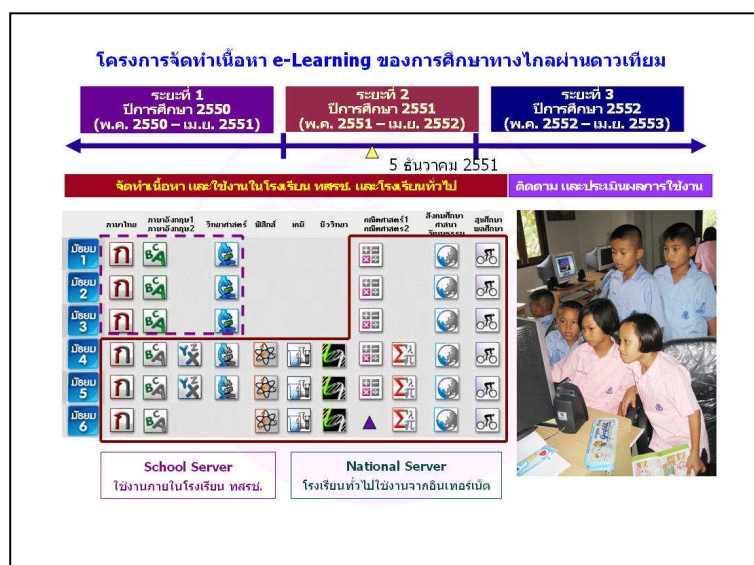 โครงการจัดทำเนื้อหา e-Learning ของการศึกษาทางไกลผ่านดาวเทียม
ระยะที่ 1
ปีการศึกษา 2550
(พ.ค. 2550 – เม.ย. 2551)
ระยะที่ 2
ปีการศึกษา 2551
(พ.ค. 2551 – เม.ย. 2552)
ระยะที่ 3
ปีการศึกษา 2552
(พ.ค. 2552 – เม.ย. 2553)
5 ธันวาคม 2551
จัดทำเนื้อหา และใช้งานในโรงเรียน ทสรช. และโรงเรียนทั่วไป
ติดตาม และประเมินผลการใช้งาน
ภาษาไทย
ภาษาอังกฤษ1
ภาษาอังกฤษ2
วิทยาศาสตร์
ฟิสิกส์
เคมี
ชีววิทยา
คณิตศาสตร์1
คณิตศาสตร์2
สังคมศึกษา
ศาสนา
วัฒนธรรม
สุขศึกษา
พลศึกษา
มัธยม
1
มัธยม
2
มัธยม
3
มัธยม
4
มัธยม
5
มัธยม
6
School Server
ใช้งานภายในโรงเรียน ทสรช.
National Server
โรงเรียนทั่วไปใช้งานจากอินเทอร์เน็ต